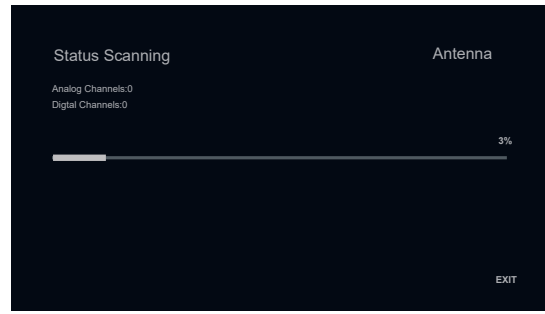 Status Scanning
Antenna
Analog Channels:0
Digtal Channels:0
3%
EXIT